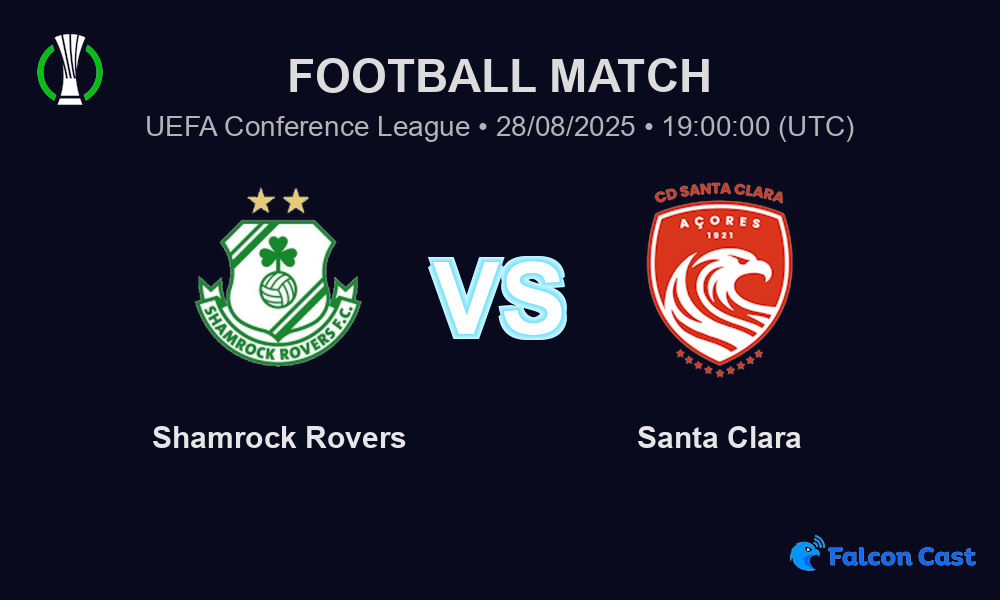 FOOTBALL MATCH
UEFA Conference League • 28/08/2025 • 19:00:00 (UTC)
SHAMROCK ROVERS F.C.
VS
CD SANTA CLARA
AÇORES
1921
Shamrock Rovers
Santa Clara
Falcon Cast